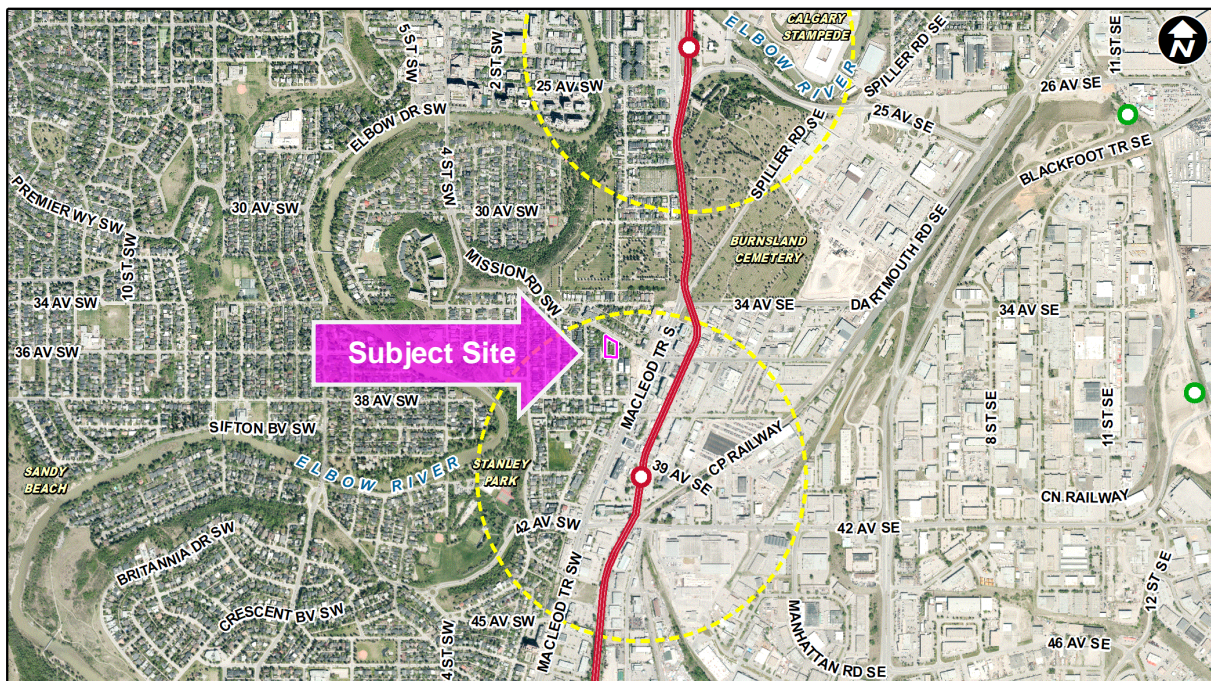 CALGARY
STAMPEDE
N
5 ST SW
2 ST SW
ELBOW RIVER
SPILLER RD SE
11 ST SE
26 AV SE
25 AV SW
25 AV SE
ELBOW DR SW
4 ST SW
SPILLER RD SE
BLACKFOOT TR SE
PREMIER WY SW
30 AV SW
30 AV SW
10 ST SW
MISSION RD SW
BURNSLAND
CEMETERY
DARTMOUTH RD SE
34 AV SW
34 AV SE
34 AV SE
36 AV SW
Subject Site
MACLEOD TR S
38 AV SW
8 ST SE
11 ST SE
SIFTON BV SW
SANDY
BEACH
ELBOW RIVER
STANLEY
PARK
39 AV SE
CP RAILWAY
CN RAILWAY
42 AV SW
42 AV SE
BRITANNIA DR SW
CRESCENT BV SW
45 AV SW
4 ST SW
MACLEOD TR SW
MANHATTAN RD SE
12 ST SE
46 AV SE